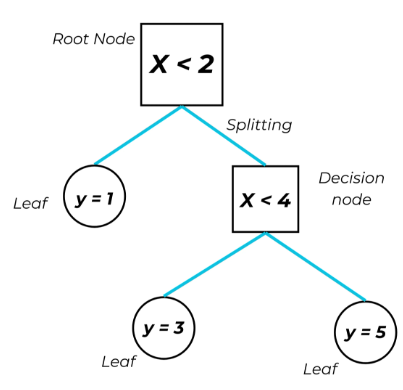 Root Node
X < 2
Splitting
Leaf
y = 1
X < 4
Decision
node
y = 3
y = 5
Leaf
Leaf